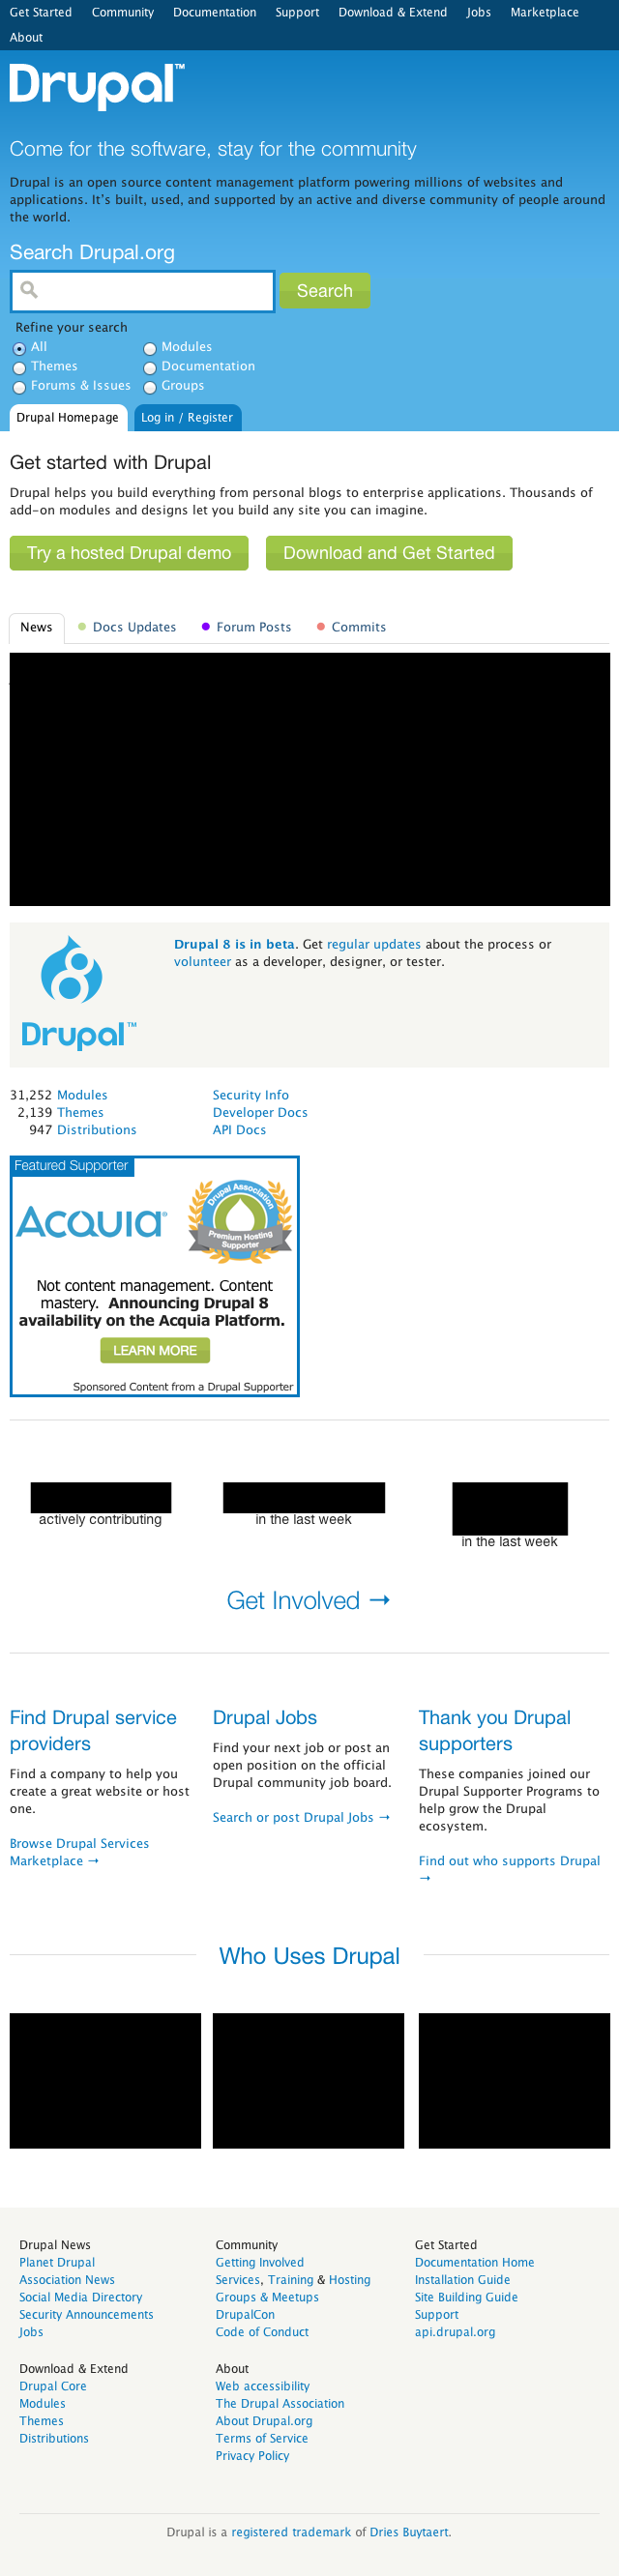 Get Started Community Documentation Support Download & Extend Jobs Marketplace
About
Drupal™
Come for the software, stay for the community
Drupal is an open source content management platform powering millions of websites and
applications. It’s built, used, and supported by an active and diverse community of people around
the world.
Search Drupal.org
Search
Refine your search
All Modules
Themes Documentation
Forums & Issues Groups
Drupal Homepage Log in / Register
Get started with Drupal
Drupal helps you build everything from personal blogs to enterprise applications. Thousands of
add-on modules and designs let you build any site you can imagine.
Try a hosted Drupal demo Download and Get Started
News Docs Updates Forum Posts Commits
Drupal 8 is in beta. Get regular updates about the process or
volunteer as a developer, designer, or tester.
Drupal™
31,252 Modules Security Info
2,139 Themes Developer Docs
947 Distributions API Docs
Featured Supporter
ACQUIA®
Drupal Association
Premium Hosting
Supporter
Not content management. Content
mastery. Announcing Drupal 8
availability on the Acquia Platform.
LEARN MORE
Sponsored Content from a Drupal Supporter
actively contributing in the last week
in the last week
Get Involved →
Find Drupal service
providers
Find a company to help you
create a great website or host
one.
Browse Drupal Services
Marketplace →
Drupal Jobs
Find your next job or post an
open position on the official
Drupal community job board.
Search or post Drupal Jobs →
Thank you Drupal
supporters
These companies joined our
Drupal Supporter Programs to
help grow the Drupal
ecosystem.
Find out who supports Drupal
→
Who Uses Drupal
Drupal News
Planet Drupal
Association News
Social Media Directory
Security Announcements
Jobs
Community
Getting Involved
Services, Training & Hosting
Groups & Meetups
DrupalCon
Code of Conduct
Get Started
Documentation Home
Installation Guide
Site Building Guide
Support
api.drupal.org
Download & Extend
Drupal Core
Modules
Themes
Distributions
About
Web accessibility
The Drupal Association
About Drupal.org
Terms of Service
Privacy Policy
Drupal is a registered trademark of Dries Buytaert.